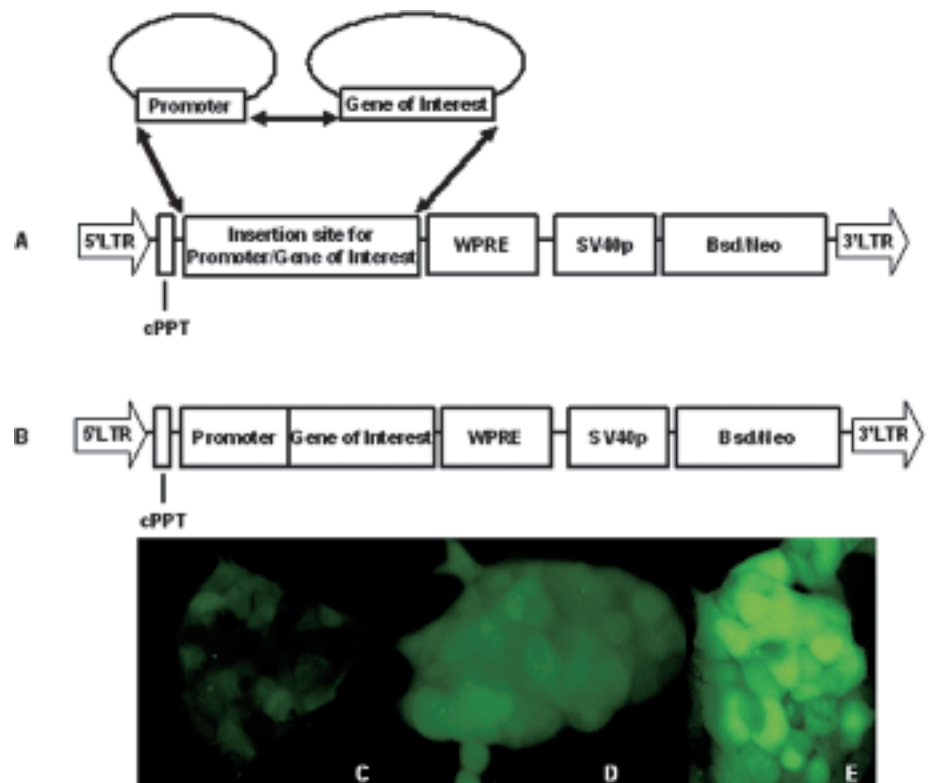 Promoter
Gene of Interest
A
5'LTR
Insertion site for
Promoter/Gene of Interest
WPRE
SV40p
Bsd/Neo
3'LTR
cPPT
B
5'LTR
Promoter
Gene of Interest
WPRE
SV40p
Bsd/Neo
3'LTR
cPPT
C
D
E